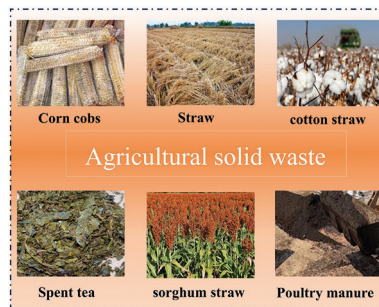 Corn cobs
Straw
cotton straw
Agricultural solid waste
Spent tea
sorghum straw
Poultry manure